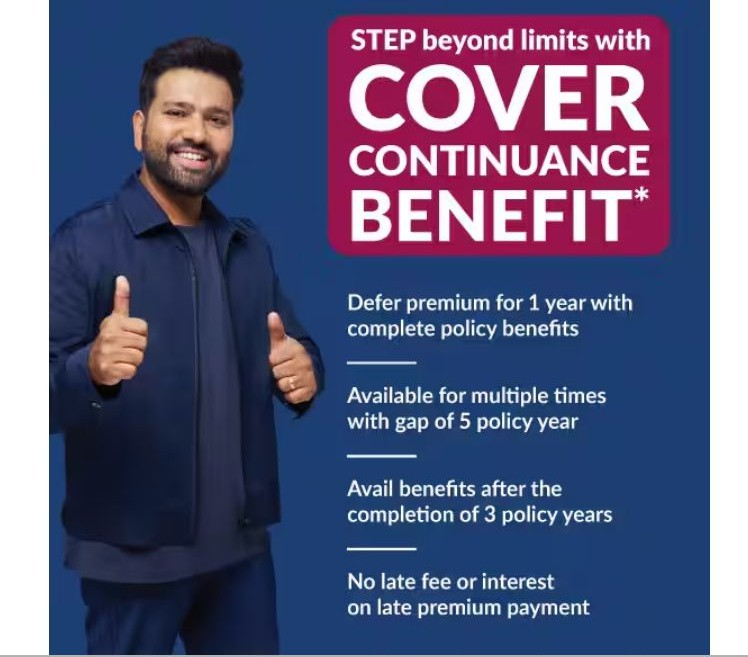 STEP beyond limits with
COVER
CONTINUANCE
BENEFIT*
Defer premium for 1 year with
complete policy benefits
Available for multiple times
with gap of 5 policy year
Avail benefits after the
completion of 3 policy years
No late fee or interest
on late premium payment